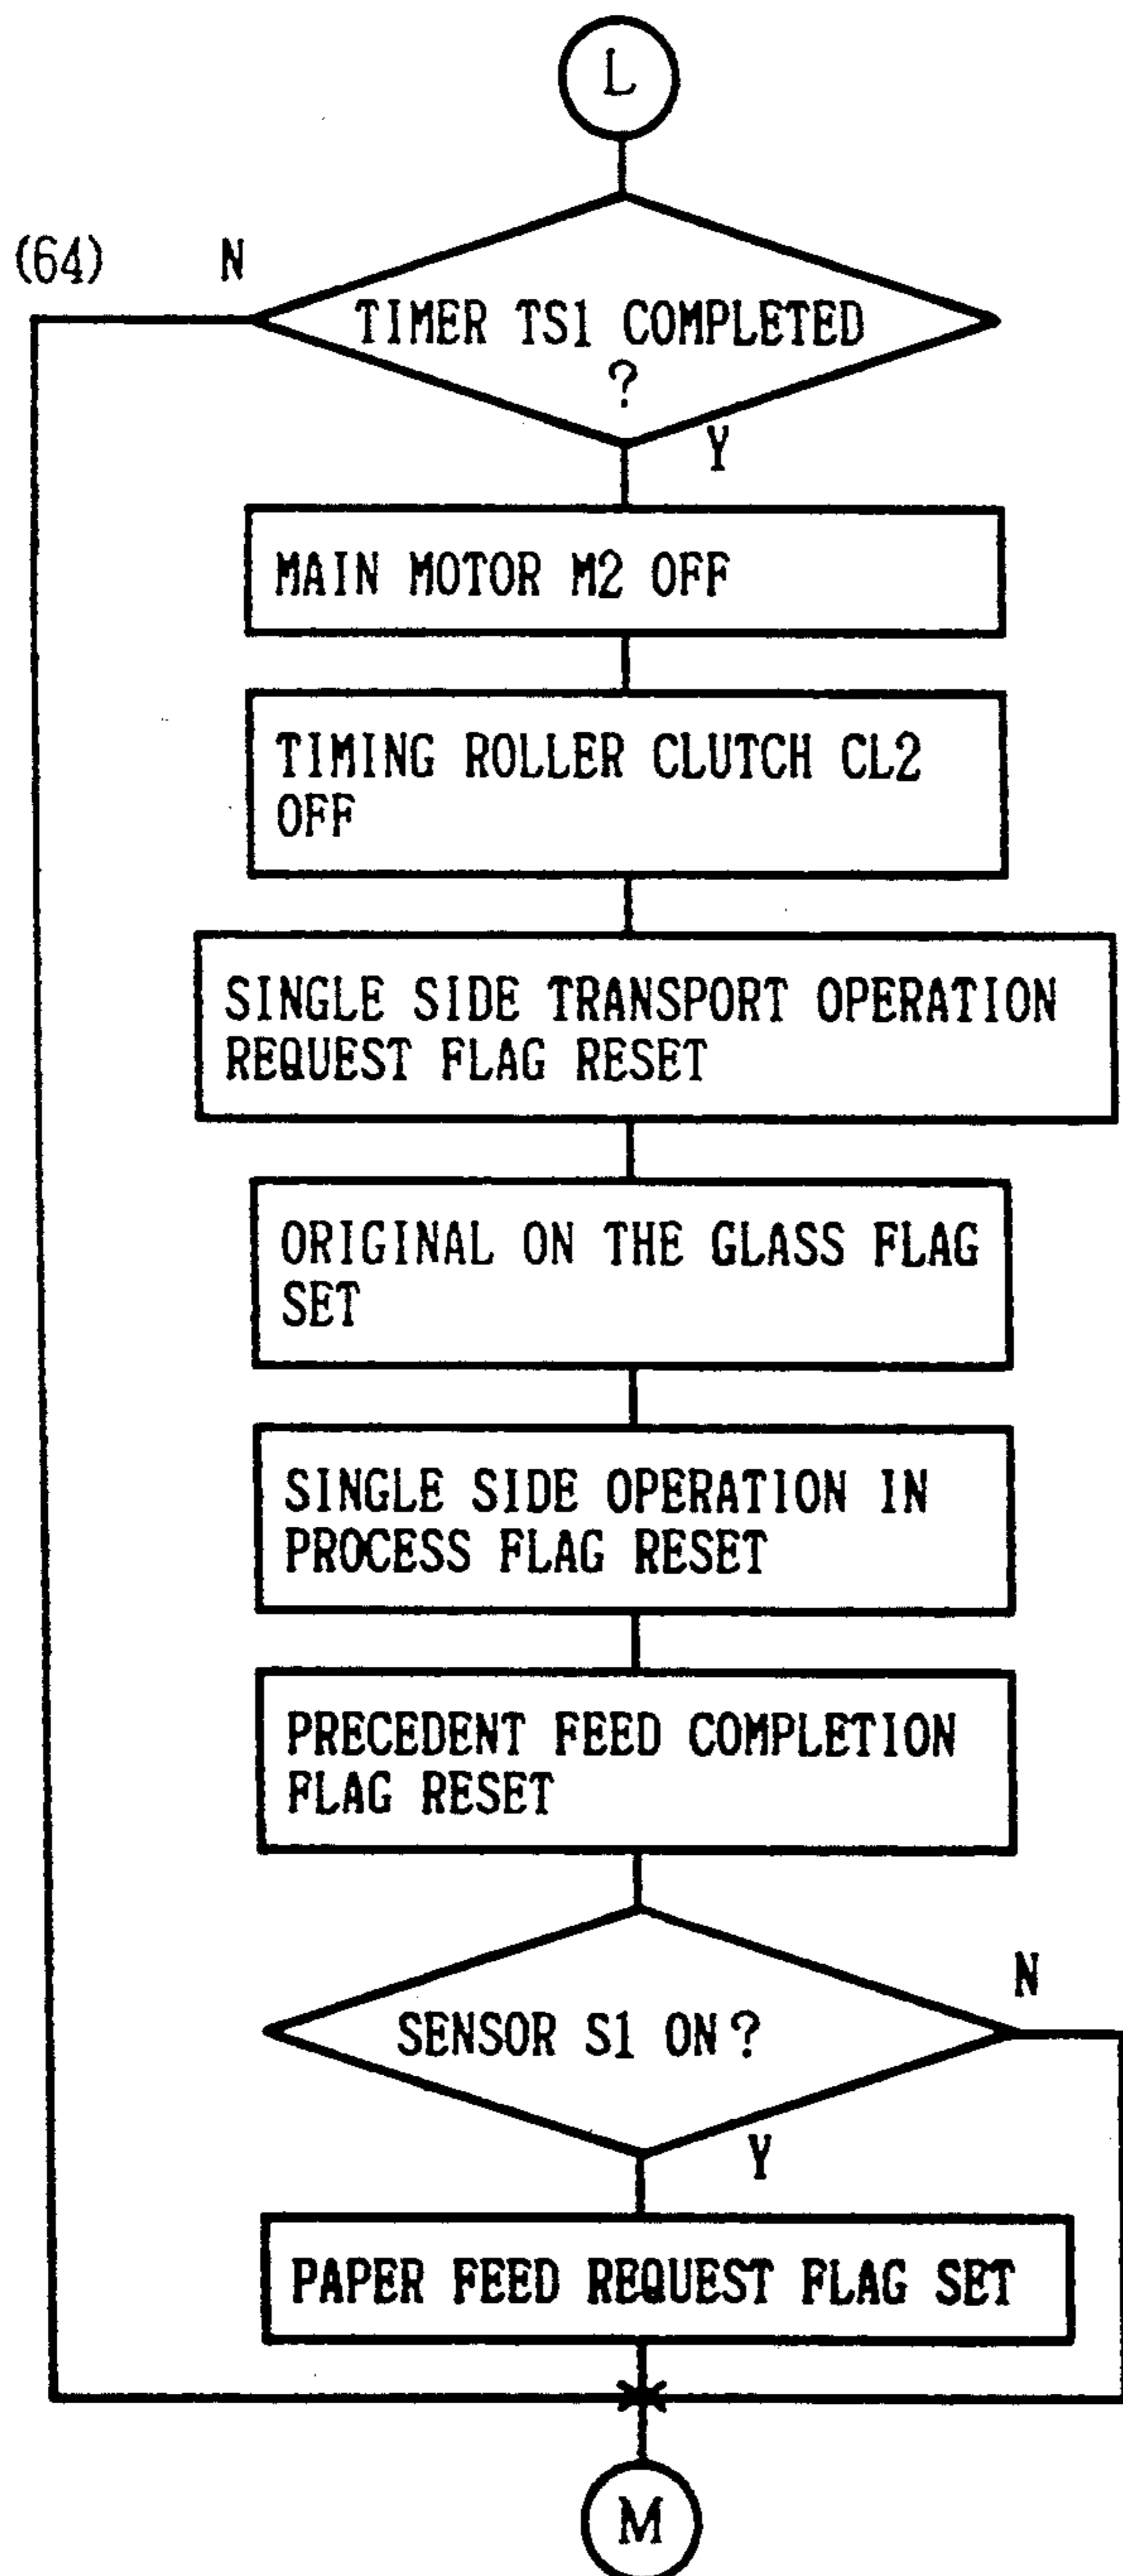 L
(64) N
TIMER TS1 COMPLETED
?
Y
MAIN MOTOR M2 OFF
TIMING ROLLER CLUTCH CL2
OFF
SINGLE SIDE TRANSPORT OPERATION
REQUEST FLAG RESET
ORIGINAL ON THE GLASS FLAG
SET
SINGLE SIDE OPERATION IN
PROCESS FLAG RESET
PRECEDENT FEED COMPLETION
FLAG RESET
N
SENSOR S1 ON?
Y
PAPER FEED REQUEST FLAG SET
M